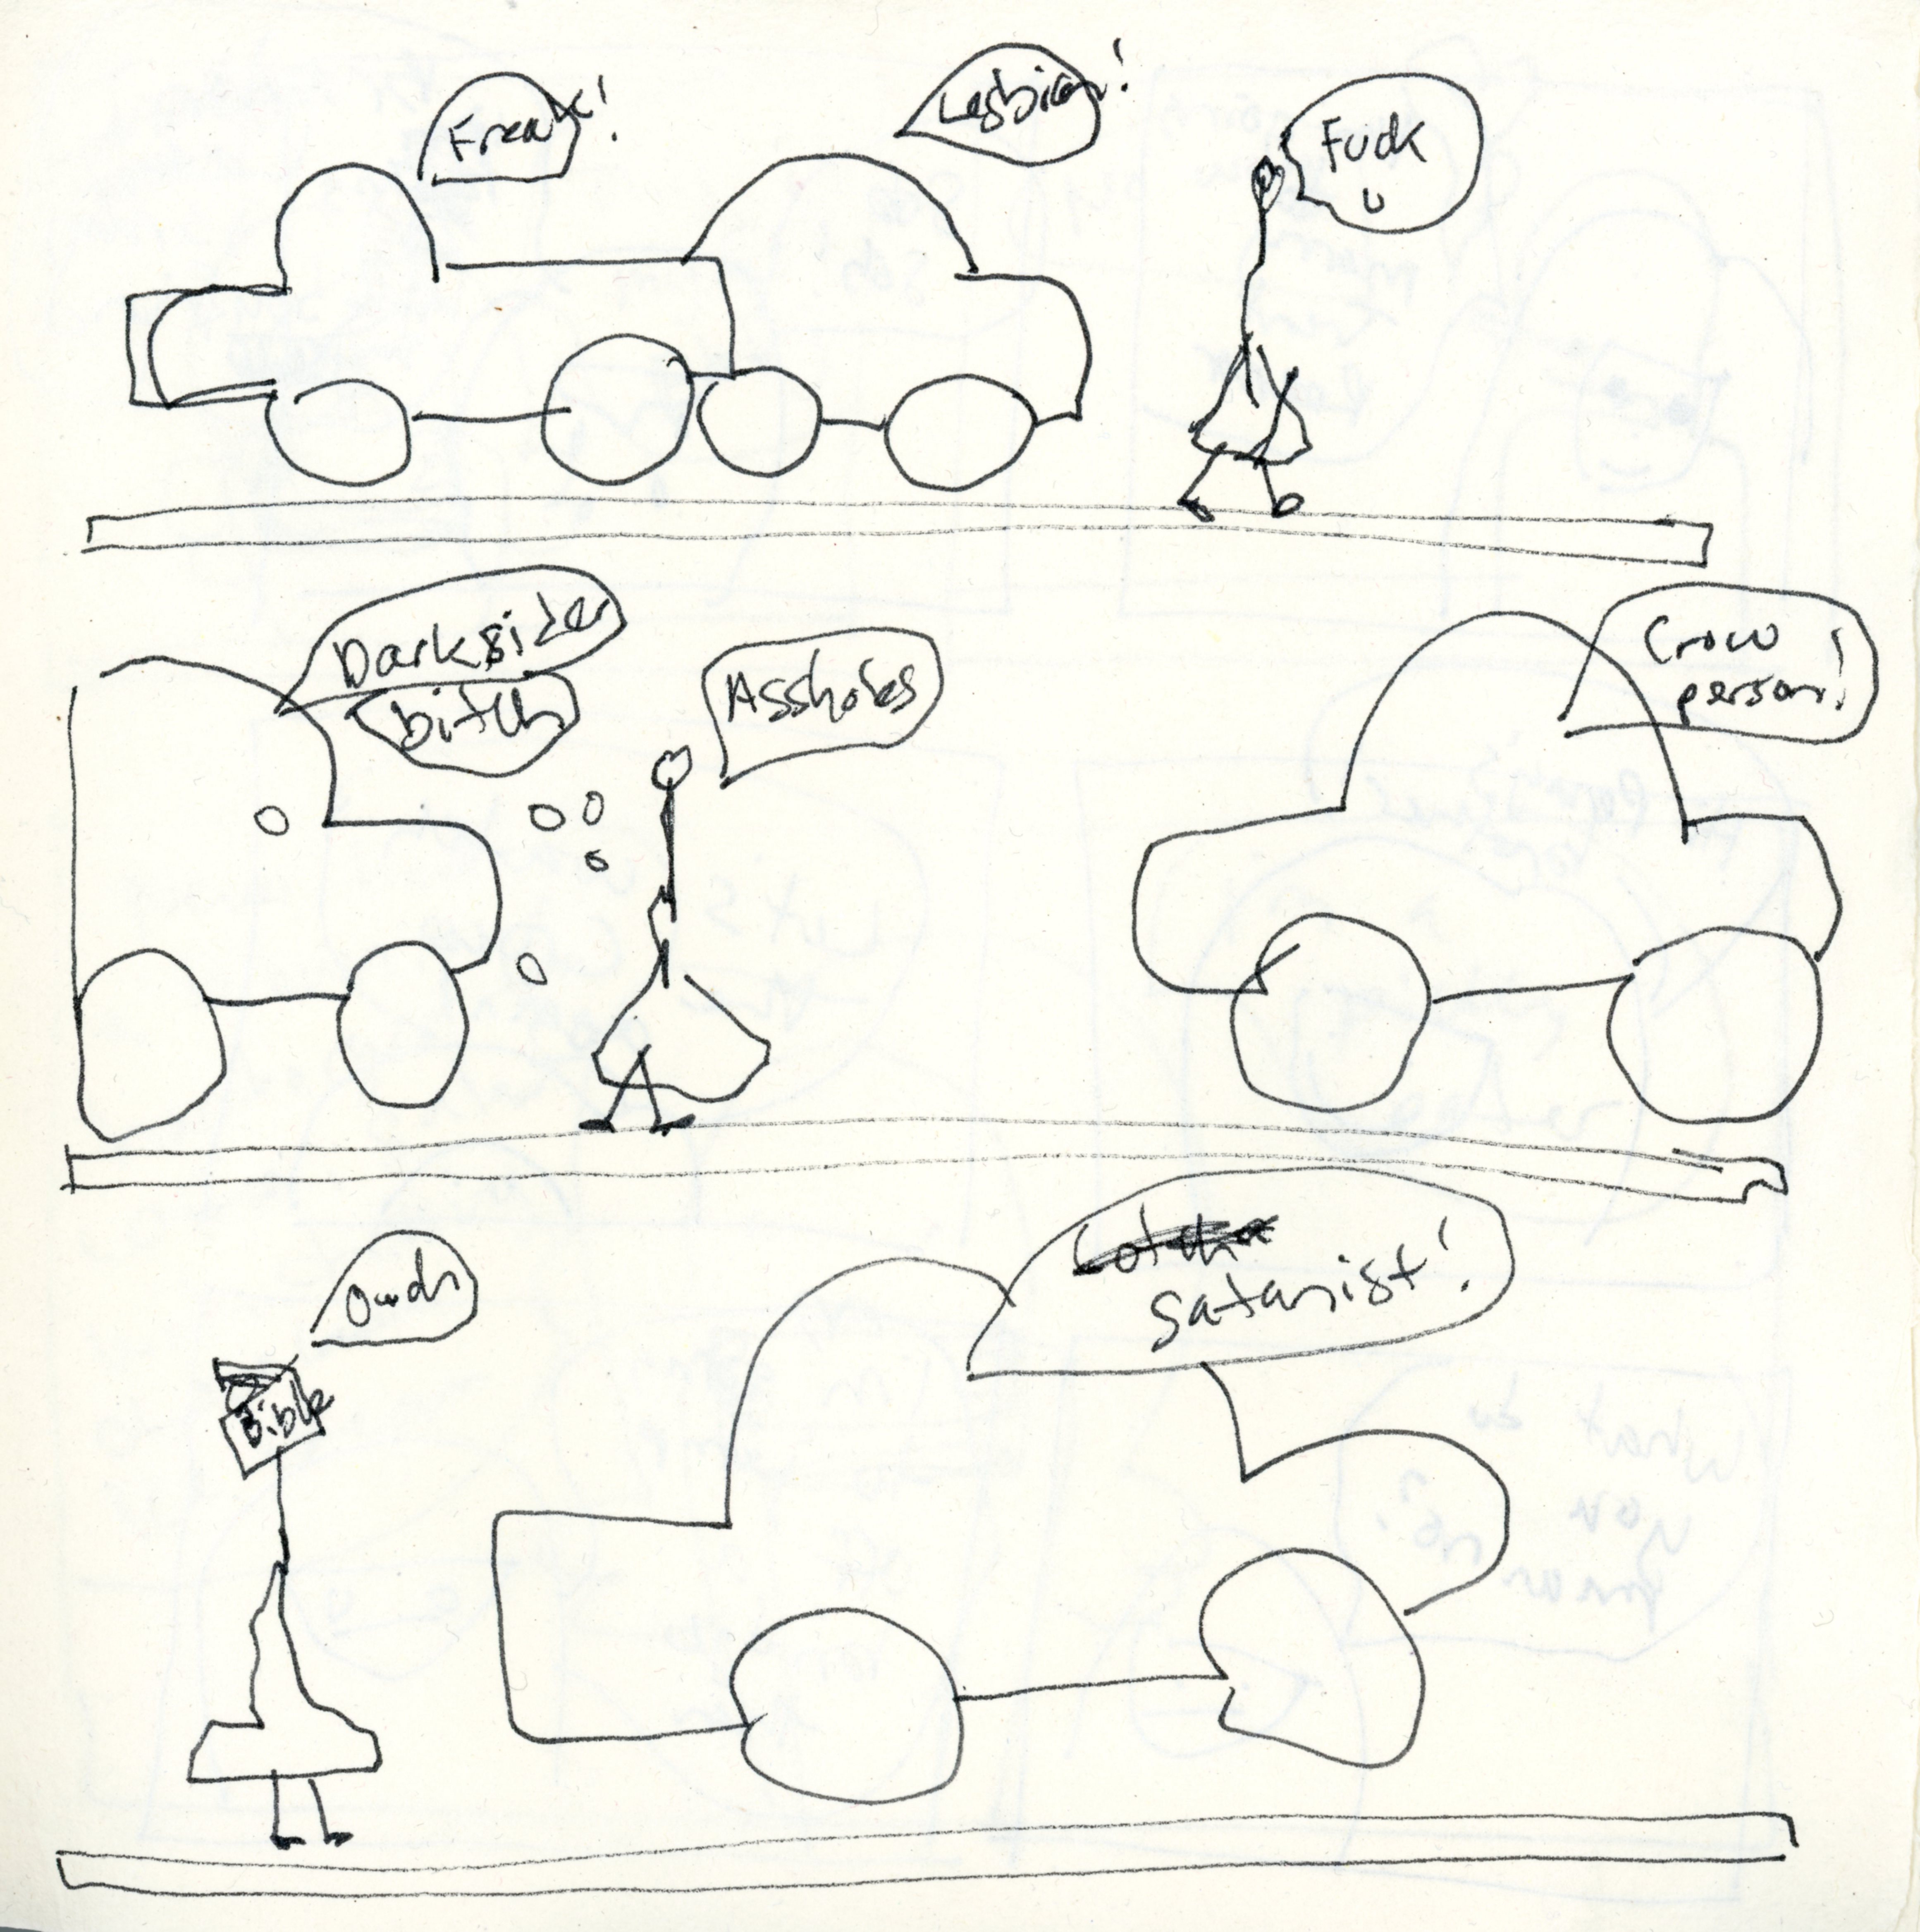 Freak!
Lesbian!
Fuck
U
Darksider
bitch
Assholes
Crow
person!
Satanist!
Ouch
Bible